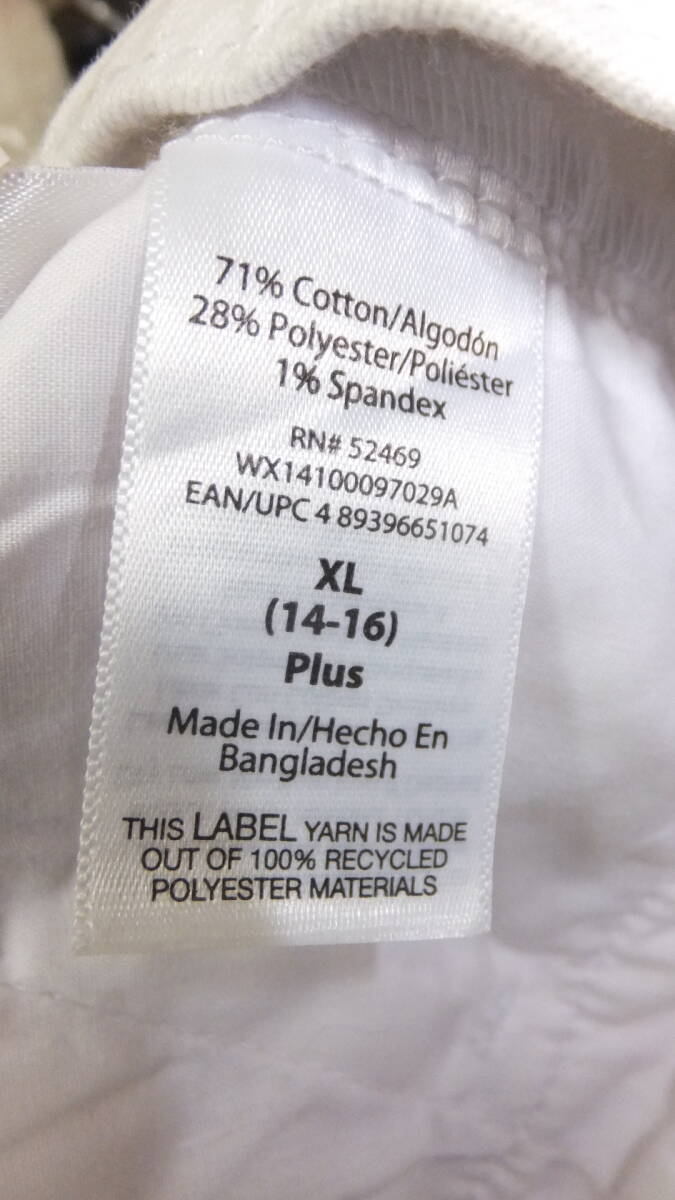 71% Cotton/Algodón
28% Polyester/Poliéster
1% Spandex
RN# 52469
WX14100097029A
EAN/UPC 4 89396651074
XL
(14-16)
Plus
Made In/Hecho En
Bangladesh
THIS LABEL YARN IS MADE
OUT OF 100% RECYCLED
POLYESTER MATERIALS